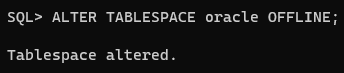 SQL> ALTER TABLESPACE oracle OFFLINE;
Tablespace altered.